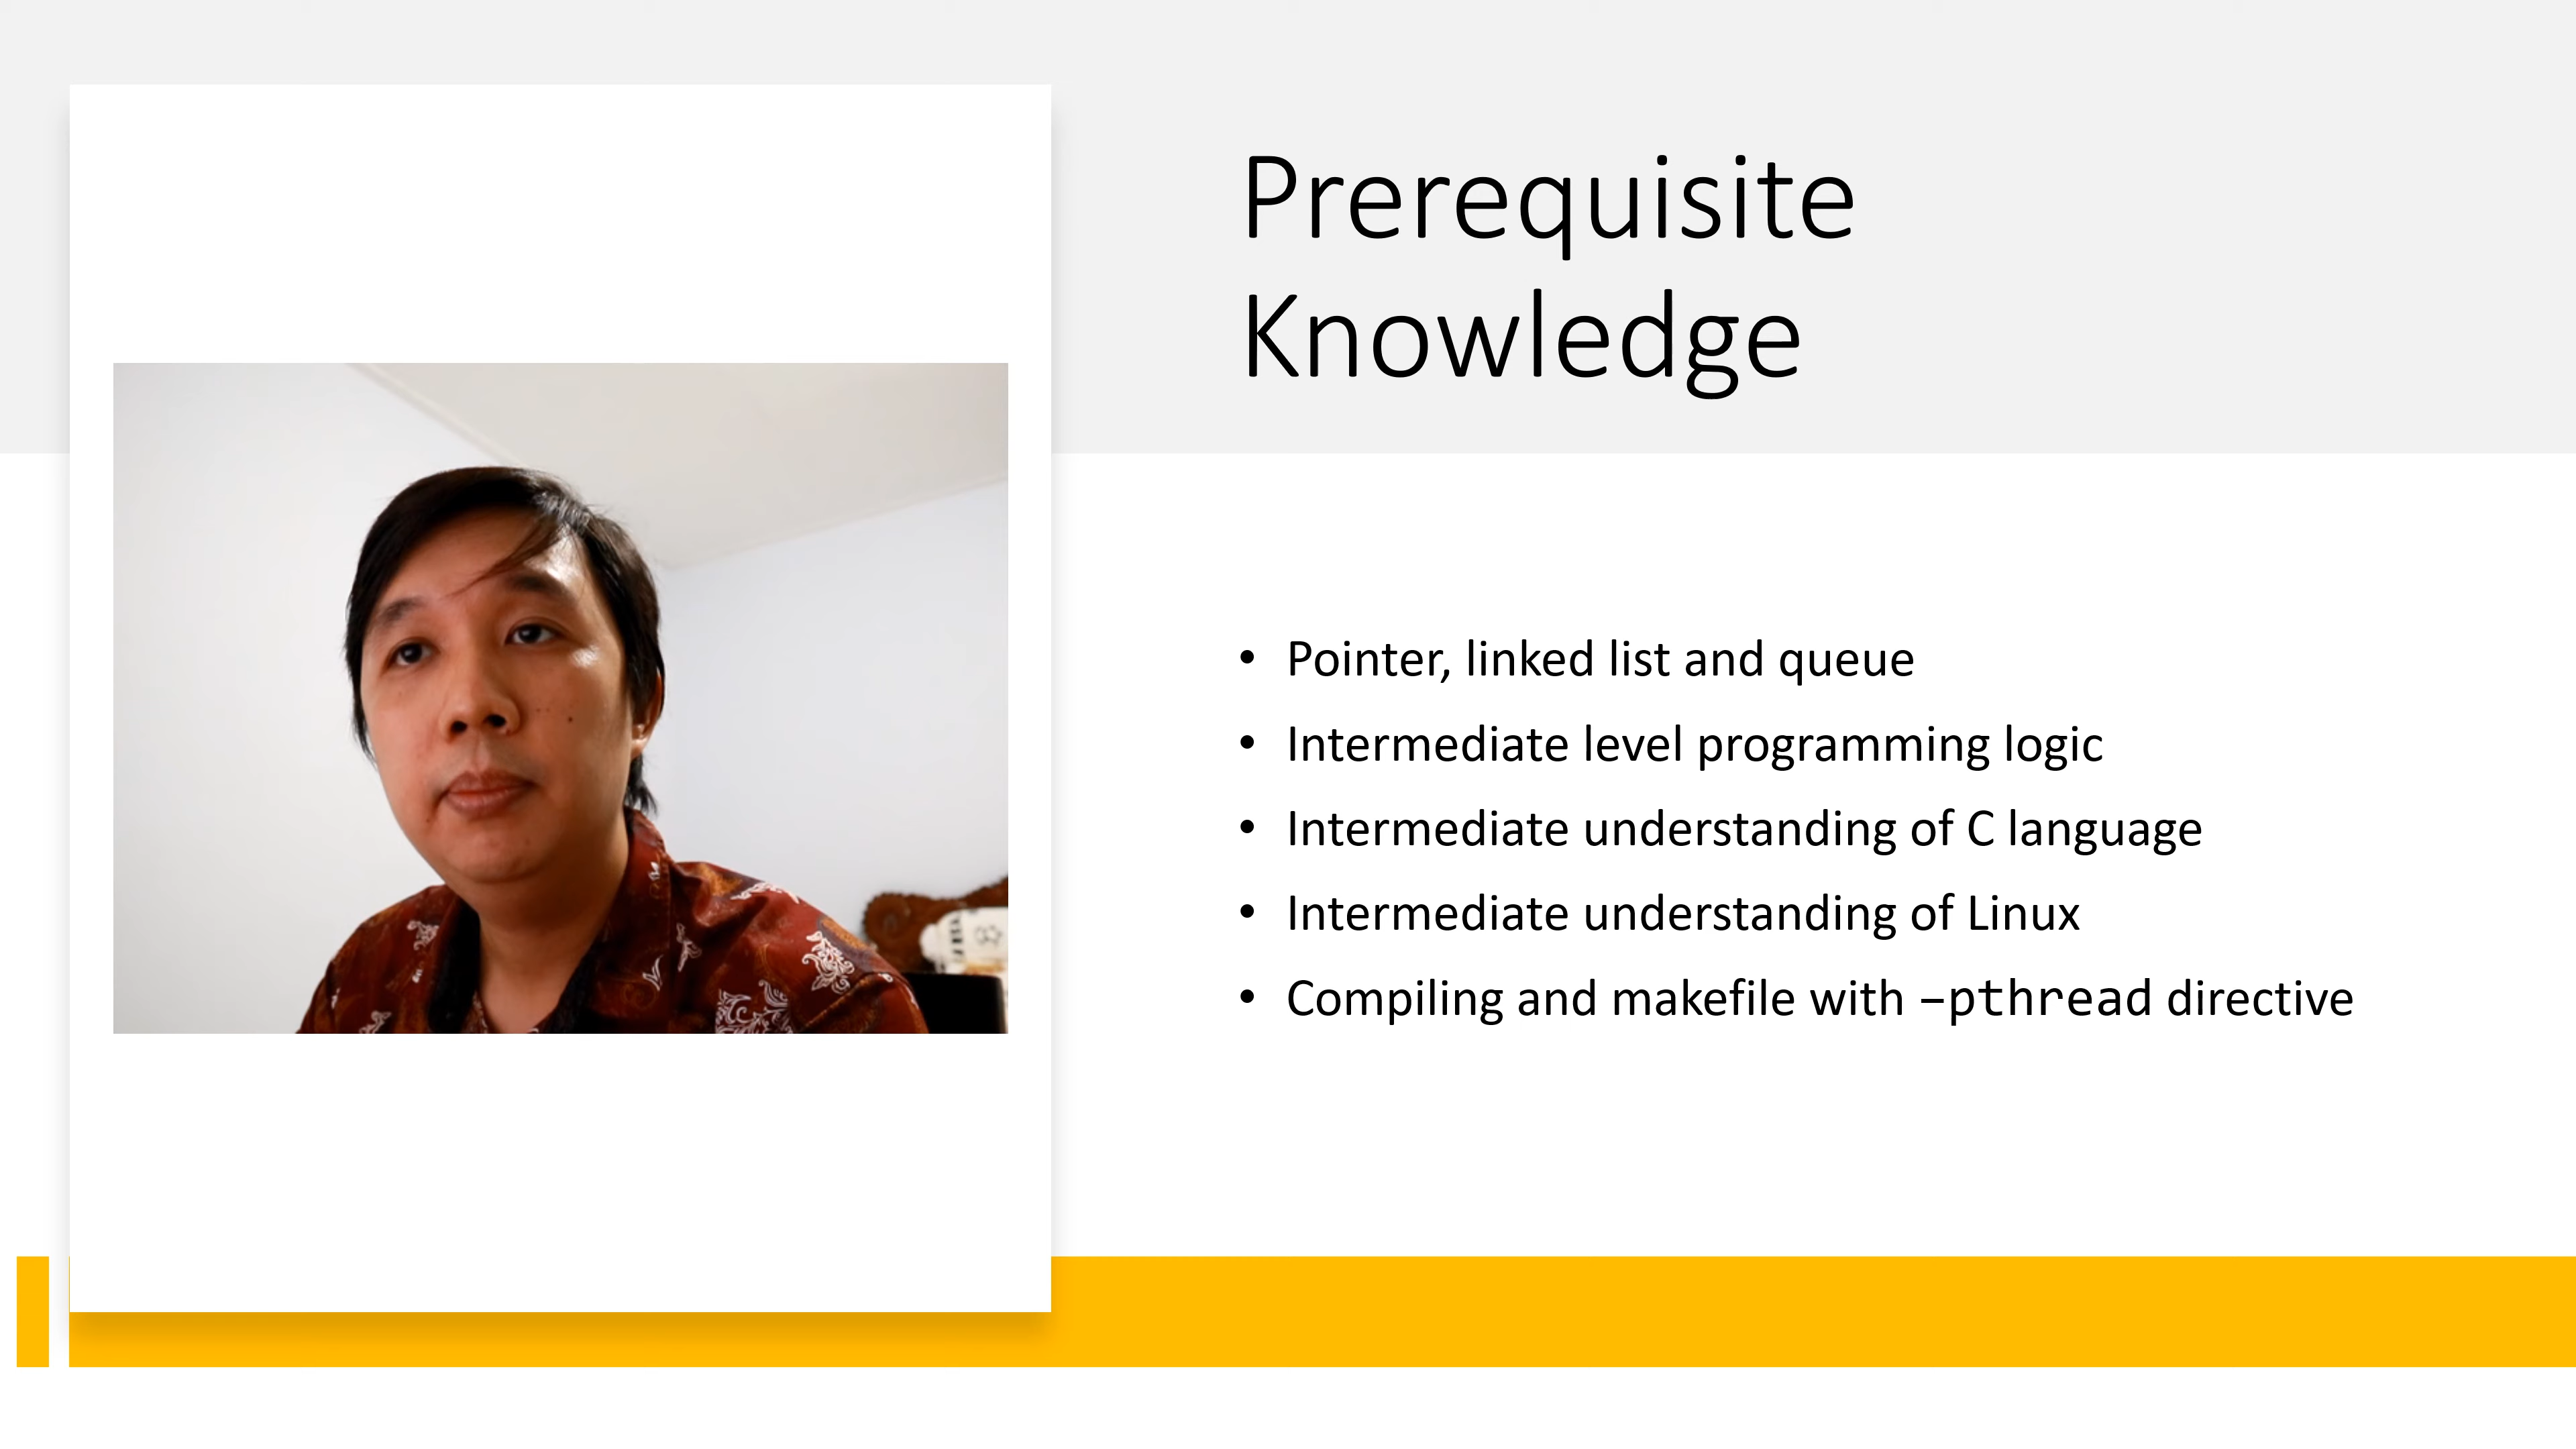 Prerequisite
Knowledge
• Pointer, linked list and queue
• Intermediate level programming logic
• Intermediate understanding of C language
• Intermediate understanding of Linux
• Compiling and makefile with –pthread directive